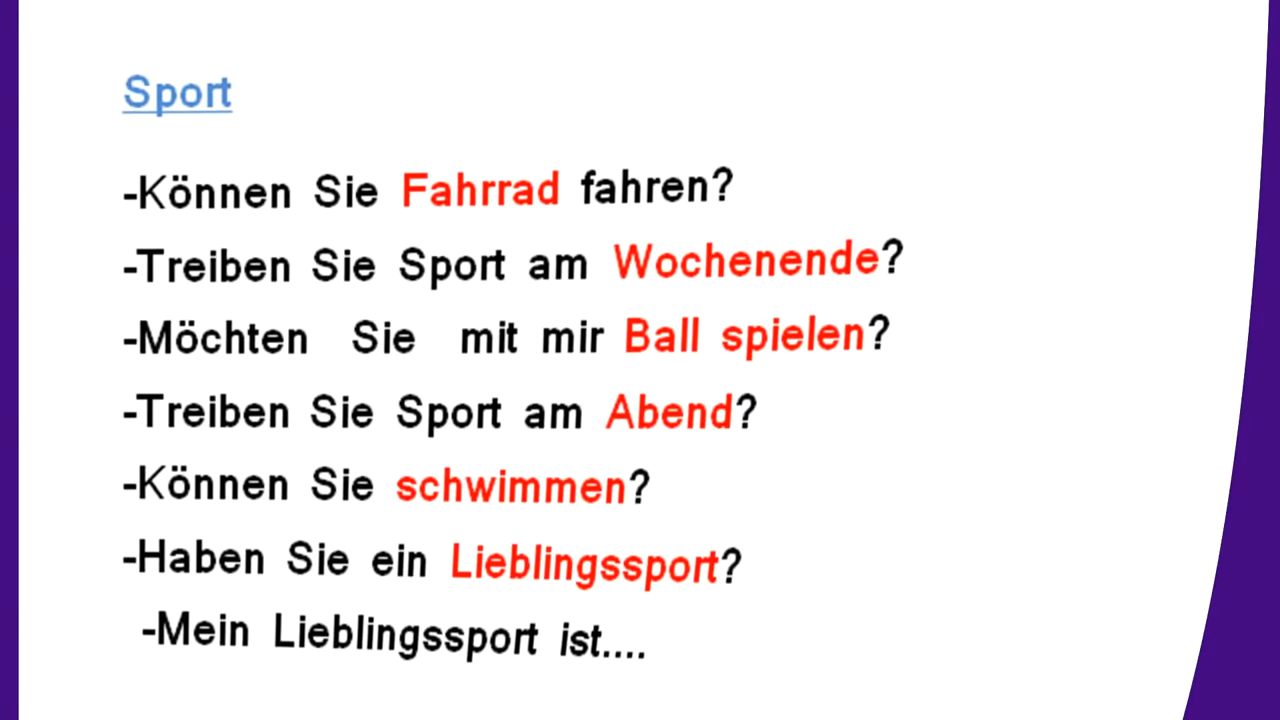 Sport
-Können Sie Fahrrad fahren?
-Treiben Sie Sport am Wochenende?
-Möchten Sie mit mir Ball spielen?
-Treiben Sie Sport am Abend?
-Können Sie schwimmen?
-Haben Sie ein Lieblingssport?
-Mein Lieblingssport ist....